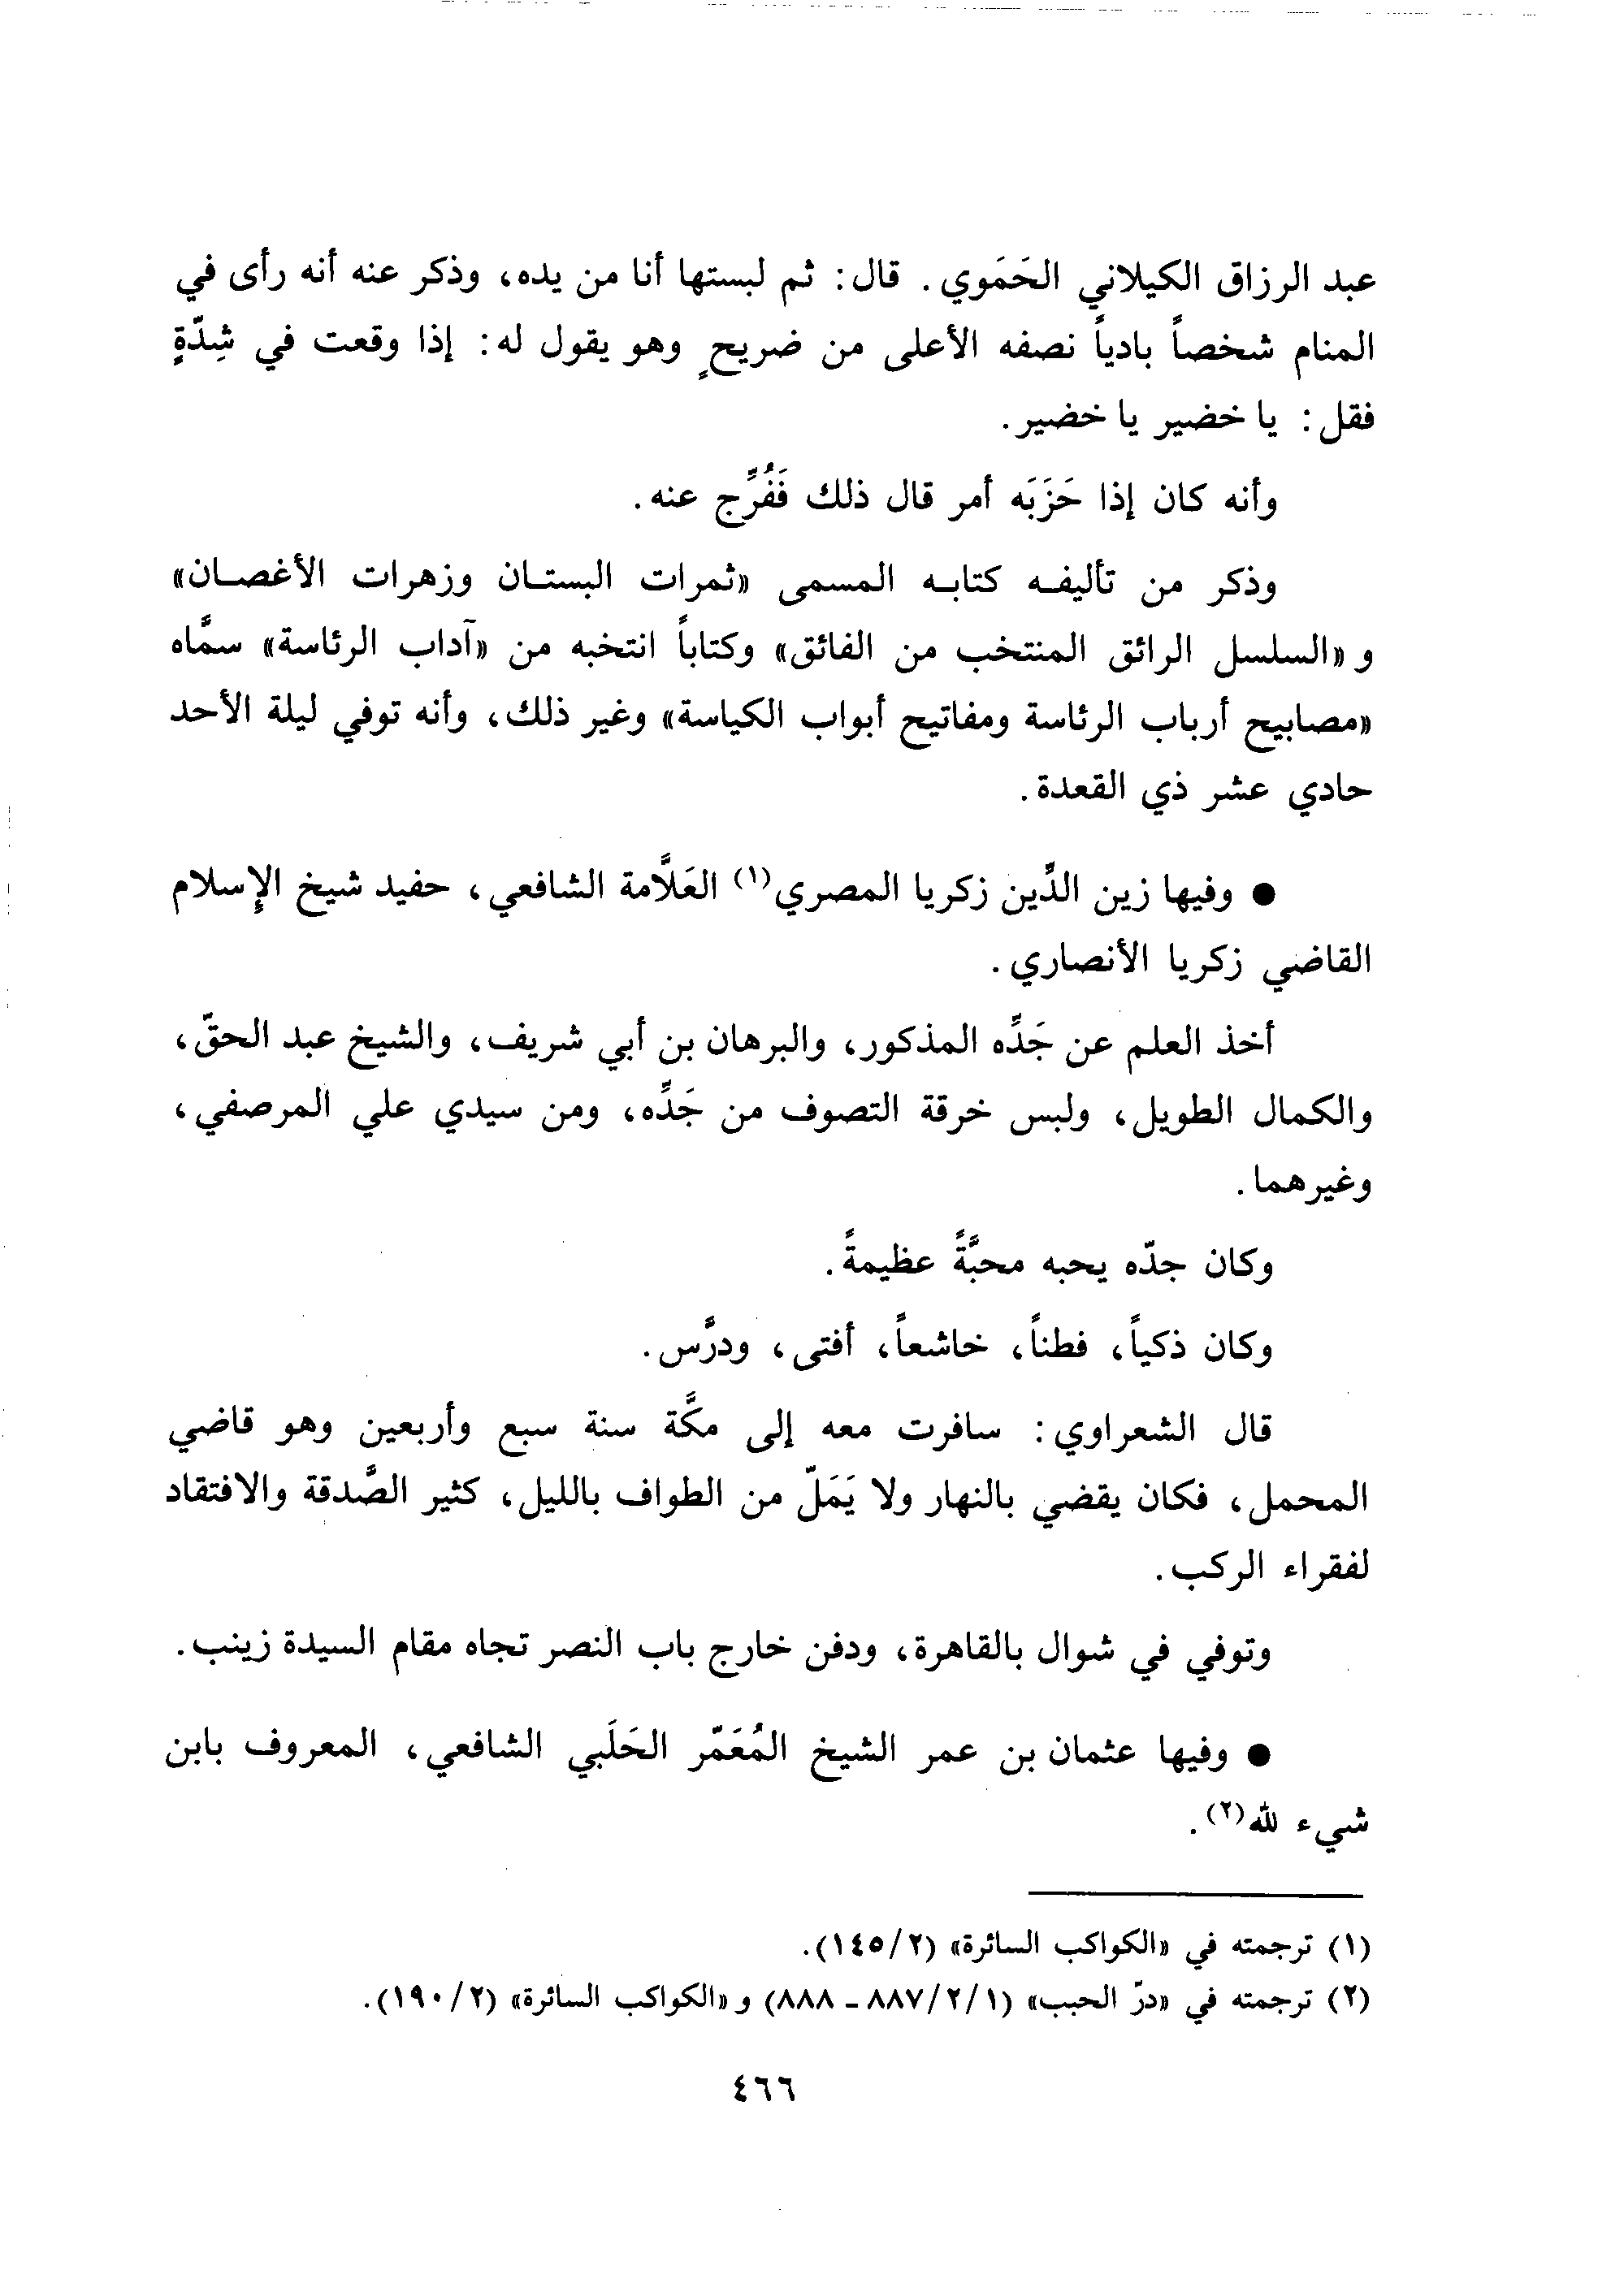 عبد الرزاق الكيلاني الحَمَوي. قال: ثم لبستها أنا من يده، وذكر عنه أنه رأى في
المنام شخصاً بادياً نصفه الأعلى من ضريحٍ وهو يقول له: إذا وقعت في شِدّةٍ
فقل: يا خضير يا خضير.
وأنه كان إذا حَزَبَه أمر قال ذلك فَفُرِّج عنه.
وذكر من تأليفـه كتابـه المسمى «ثمرات البستـان وزهرات الأغصـان»
و «السلسل الرائق المنتخب من الفائق» وكتاباً انتخبه من «آداب الرئاسة» سمَّاه
«مصابيح أرباب الرئاسة ومفاتيح أبواب الكياسة» وغير ذلك، وأنه توفي ليلة الأحد
حادي عشر ذي القعدة.
● وفيها زين الدِّين زكريا المصري(١) العَلاَّمة الشافعي، حفيد شيخ الإسلام
القاضي زكريا الأنصاري.
أخذ العلم عن جَدِّه المذكور، والبرهان بن أبي شريف، والشيخ عبد الحقّ،
والكمال الطويل، ولبس خرقة التصوف من جَدِّه، ومن سيدي علي المرصفي،
وغيرهما.
وكان جدّه يحبه محبَّةً عظيمةً.
وكان ذكياً، فطناً، خاشعاً، أفتى، ودرَّس.
قال الشعراوي: سافرت معه إلى مكَّة سنة سبع وأربعين وهو قاضي
المحمل، فكان يقضي بالنهار ولا يَمَلّ من الطواف بالليل، كثير الصَّدقة والافتقاد
لفقراء الركب.
وتوفي في شوال بالقاهرة، ودفن خارج باب النصر تجاه مقام السيدة زينب.
● وفيها عثمان بن عمر الشيخ المُعَمّر الحَلَبي الشافعي، المعروف بابن
شيء لله(٢).
(١) ترجمته في «الكواكب السائرة» (١٤٥/٢).
(٢) ترجمته في «درّ الحبب» (٨٨٧/٢/١ ـ ٨٨٨) و «الكواكب السائرة» (١٩٠/٢).
٤٦٦